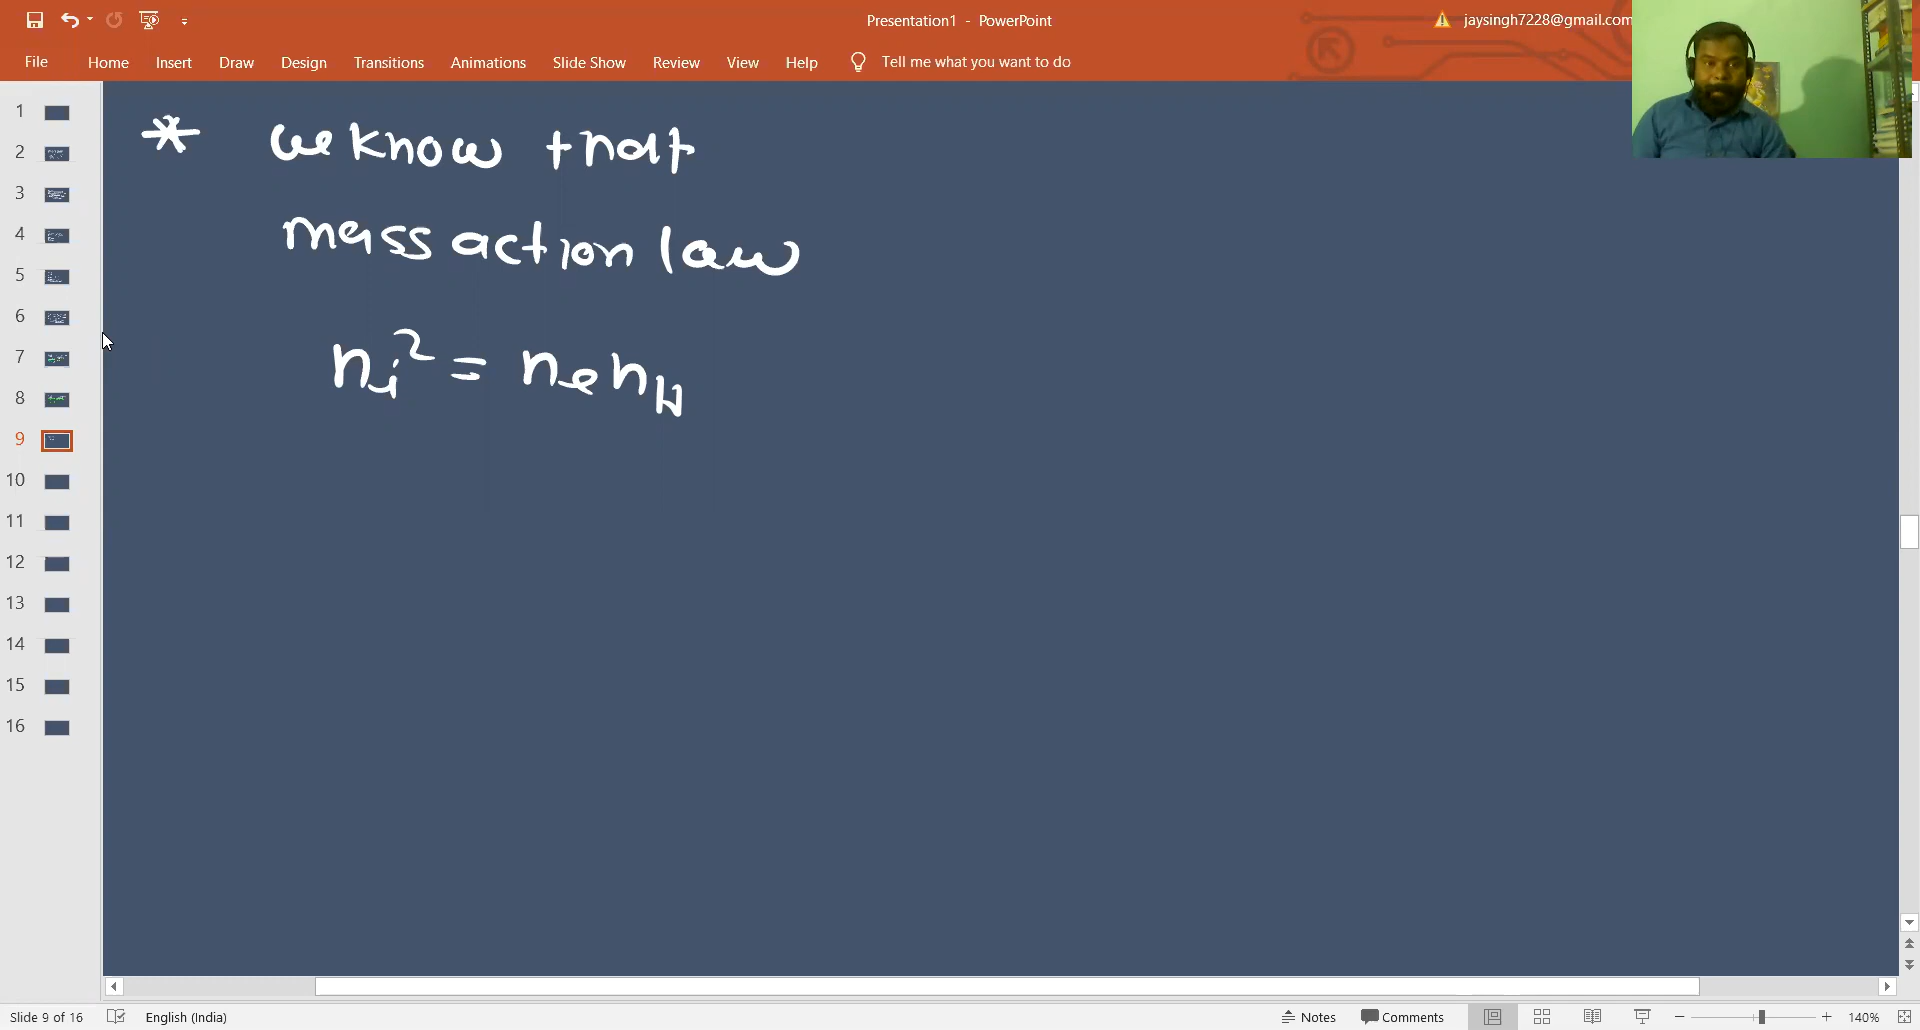 Presentation1 - PowerPoint
jaysingh7228@gmail.com
File Home Insert Draw Design Transitions Animations Slide Show Review View Help Tell me what you want to do
1
2
3
4
5
6
7
8
9
10
11
12
13
14
15
16
* we know that
mass action law
nᵢ² = nₑ nₕ
Slide 9 of 16 English (India) Notes Comments 140%